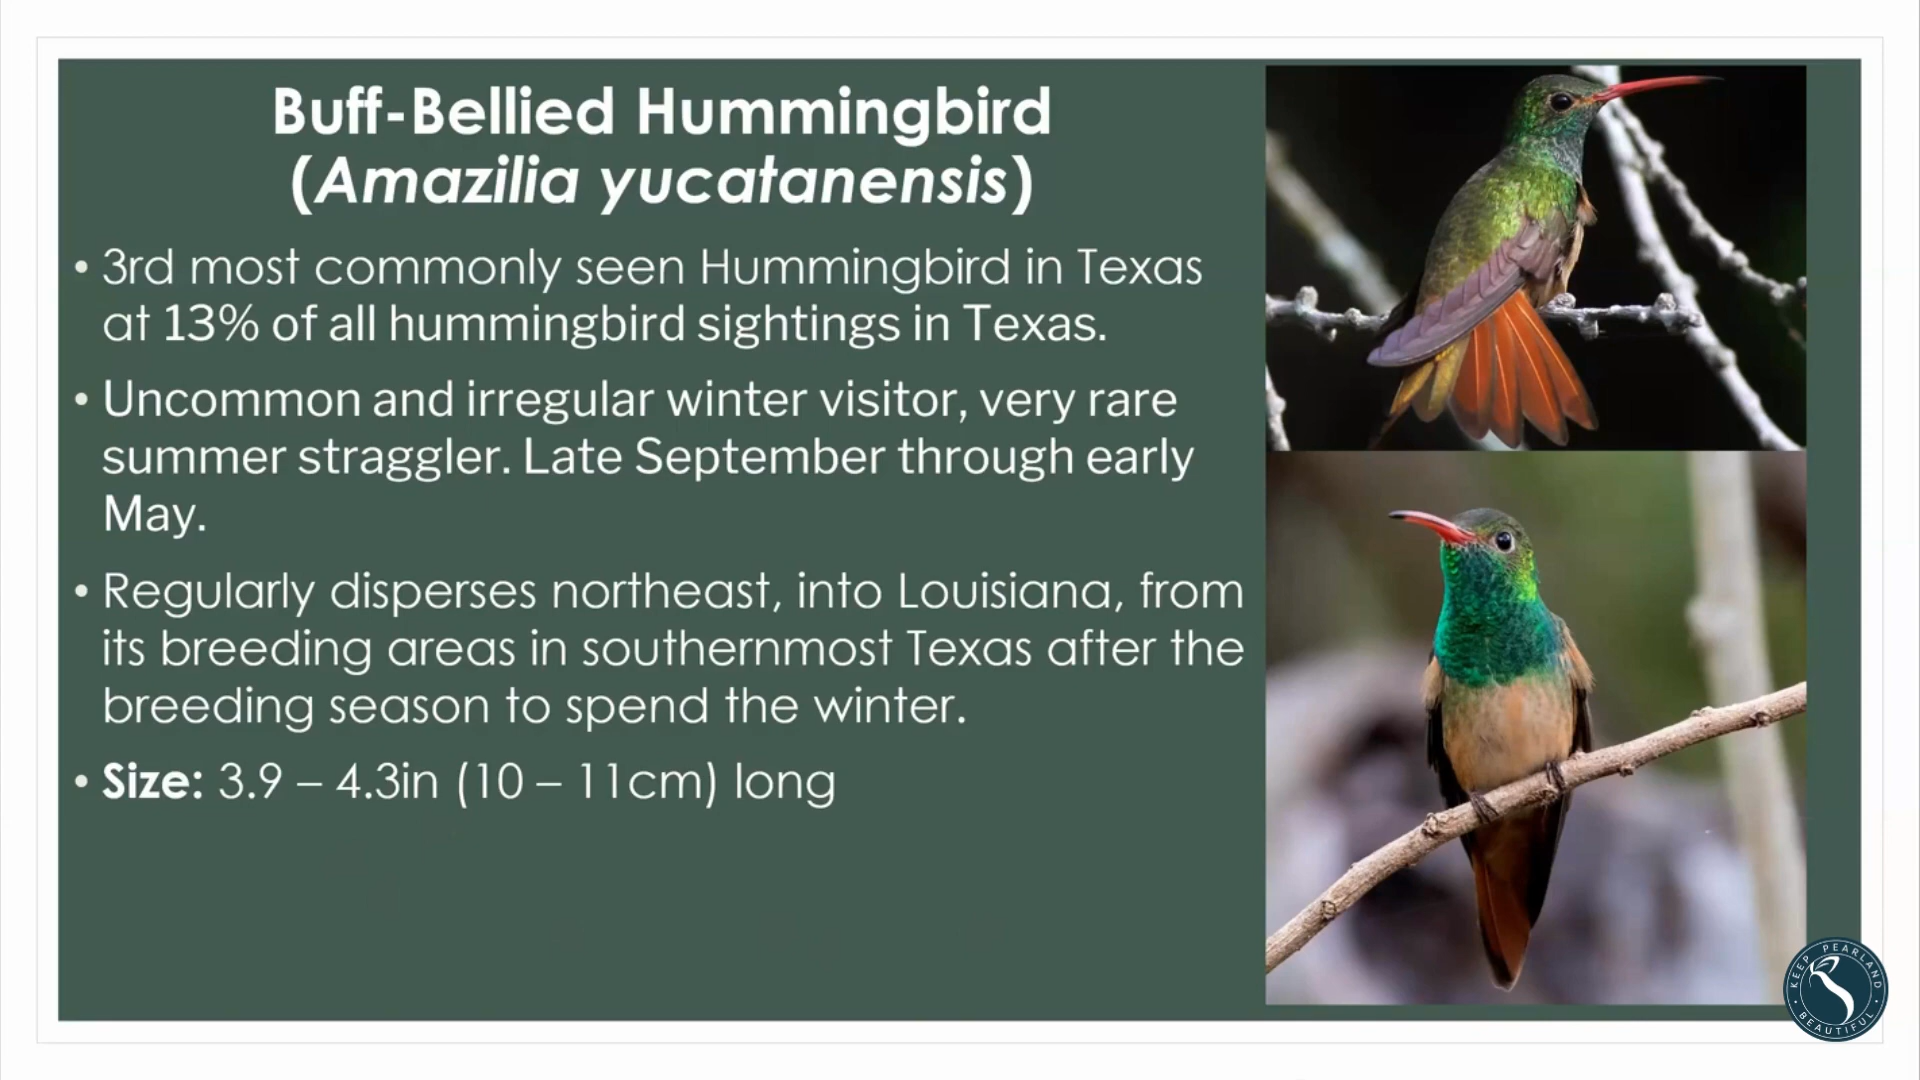 Buff-Bellied Hummingbird
(Amazilia yucatanensis)
• 3rd most commonly seen Hummingbird in Texas
at 13% of all hummingbird sightings in Texas.
• Uncommon and irregular winter visitor, very rare
summer straggler. Late September through early
May.
• Regularly disperses northeast, into Louisiana, from
its breeding areas in southernmost Texas after the
breeding season to spend the winter.
• Size: 3.9 – 4.3in (10 – 11cm) long
KEEP PEARLAND
BEAUTIFUL